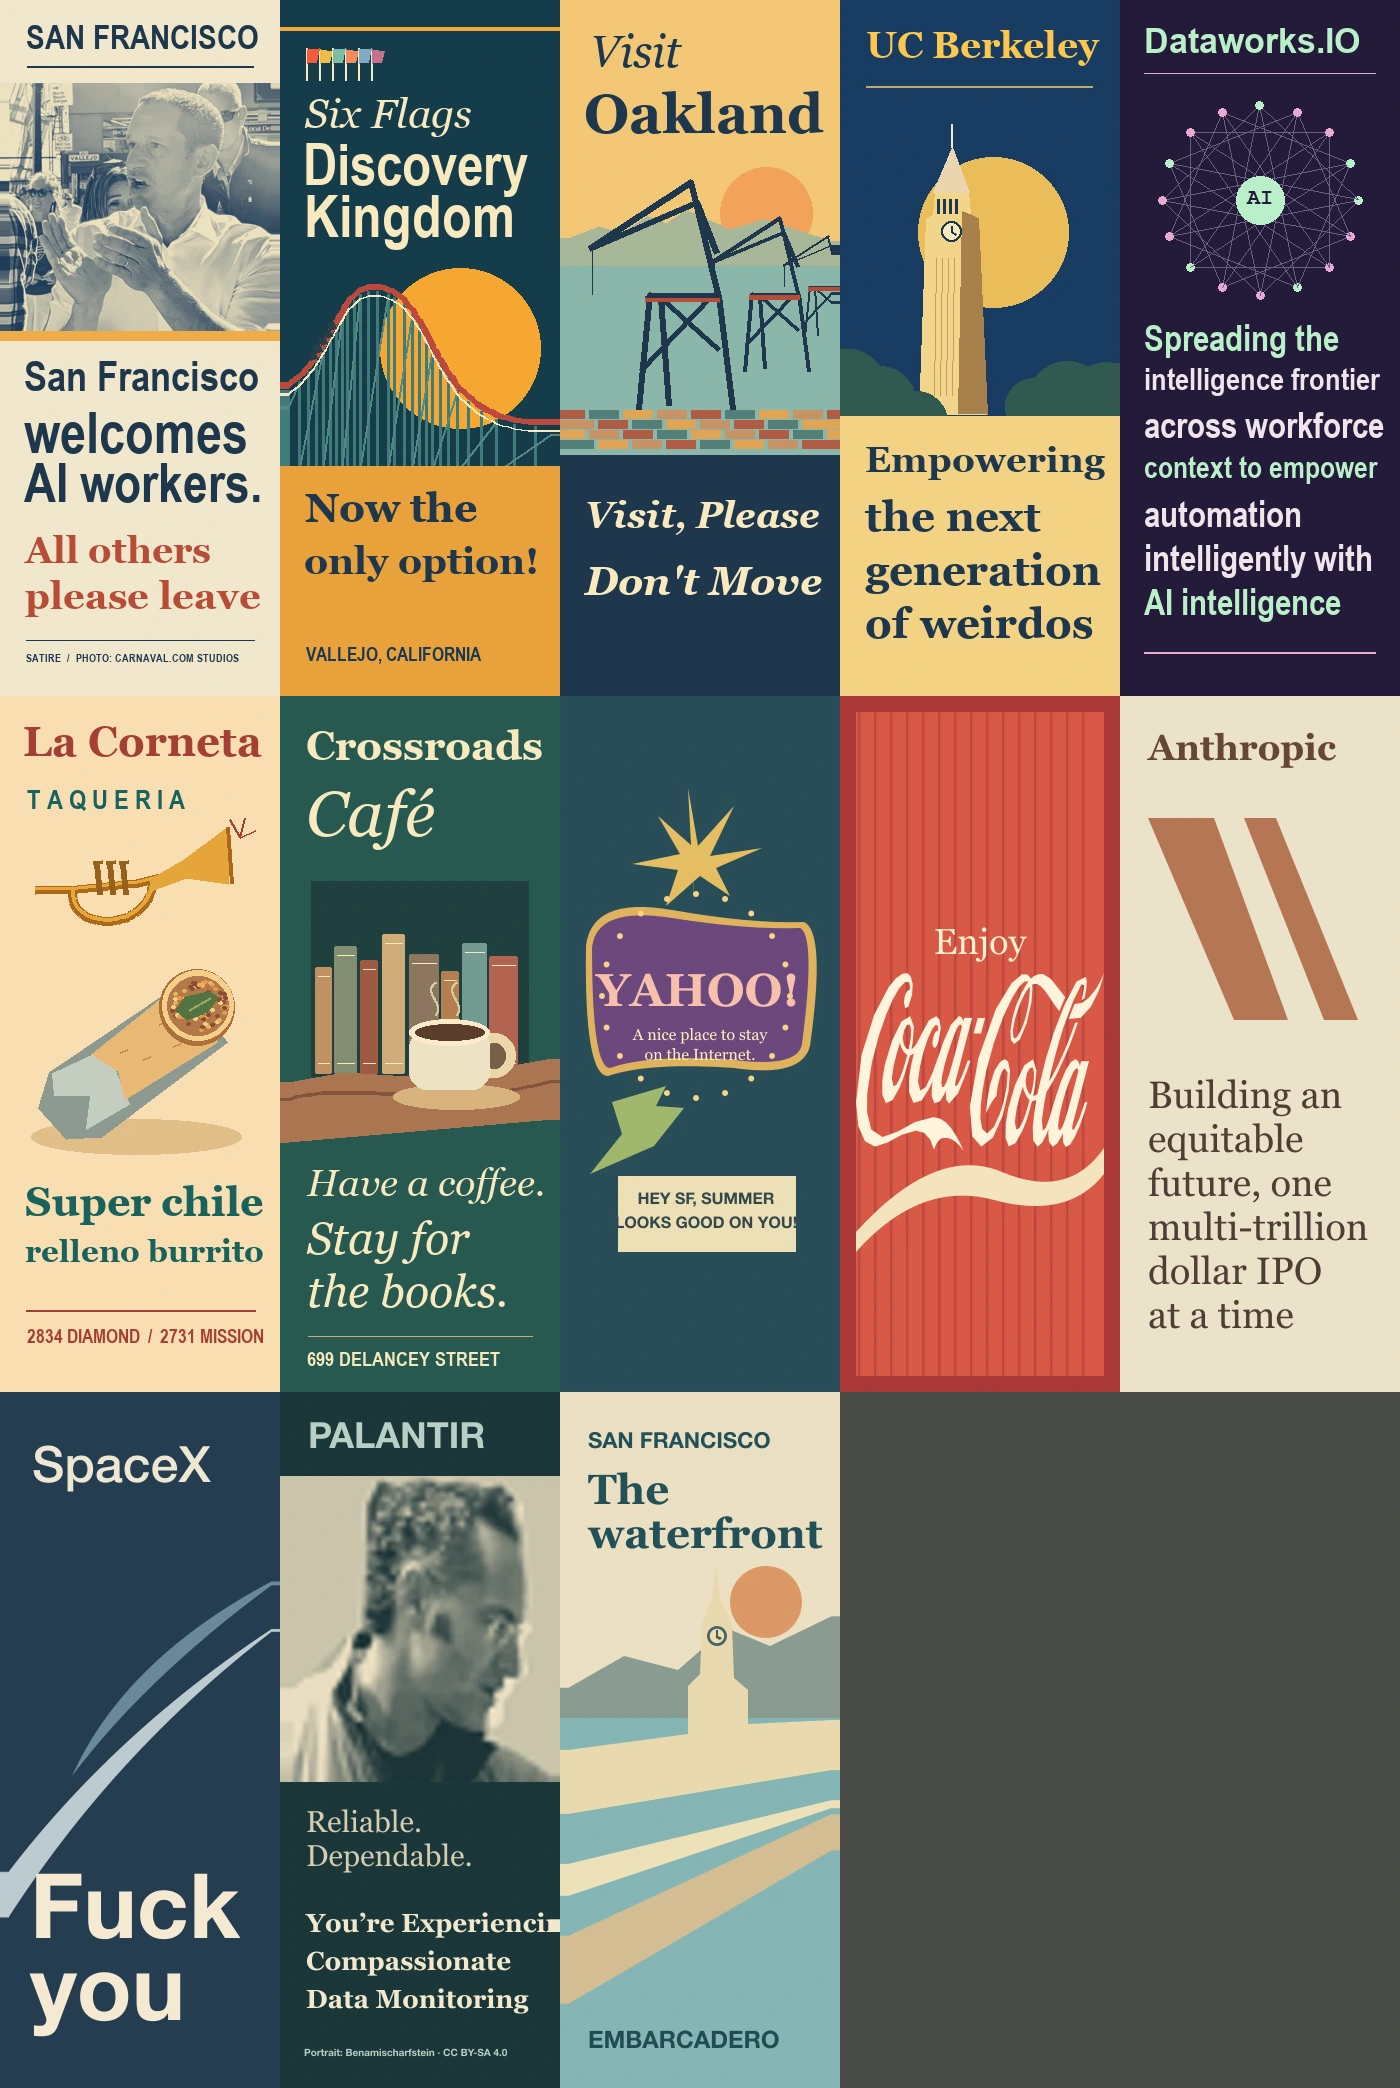 SAN FRANCISCO
VALLEJO
San Francisco
welcomes
AI workers.
All others
please leave
SATIRE / PHOTO: CARNAVAL.COM STUDIOS
Six Flags
Discovery
Kingdom
Now the
only option!
VALLEJO, CALIFORNIA
Visit
Oakland
Visit, Please
Don't Move
UC Berkeley
Empowering
the next
generation
of weirdos
Dataworks.IO
AI
Spreading the
intelligence frontier
across workforce
context to empower
automation
intelligently with
AI intelligence
La Corneta
TAQUERIA
Super chile
relleno burrito
2834 DIAMOND / 2731 MISSION
Crossroads
Café
Have a coffee.
Stay for
the books.
699 DELANCEY STREET
YAHOO!
A nice place to stay
on the Internet.
HEY SF, SUMMER
LOOKS GOOD ON YOU!
Enjoy
Coca-Cola
Anthropic
Building an
equitable
future, one
multi-trillion
dollar IPO
at a time
SpaceX
Fuck
you
PALANTIR
Reliable.
Dependable.
You’re Experiencin
Compassionate
Data Monitoring
Portrait: Benamischarfstein · CC BY-SA 4.0
SAN FRANCISCO
The
waterfront
EMBARCADERO